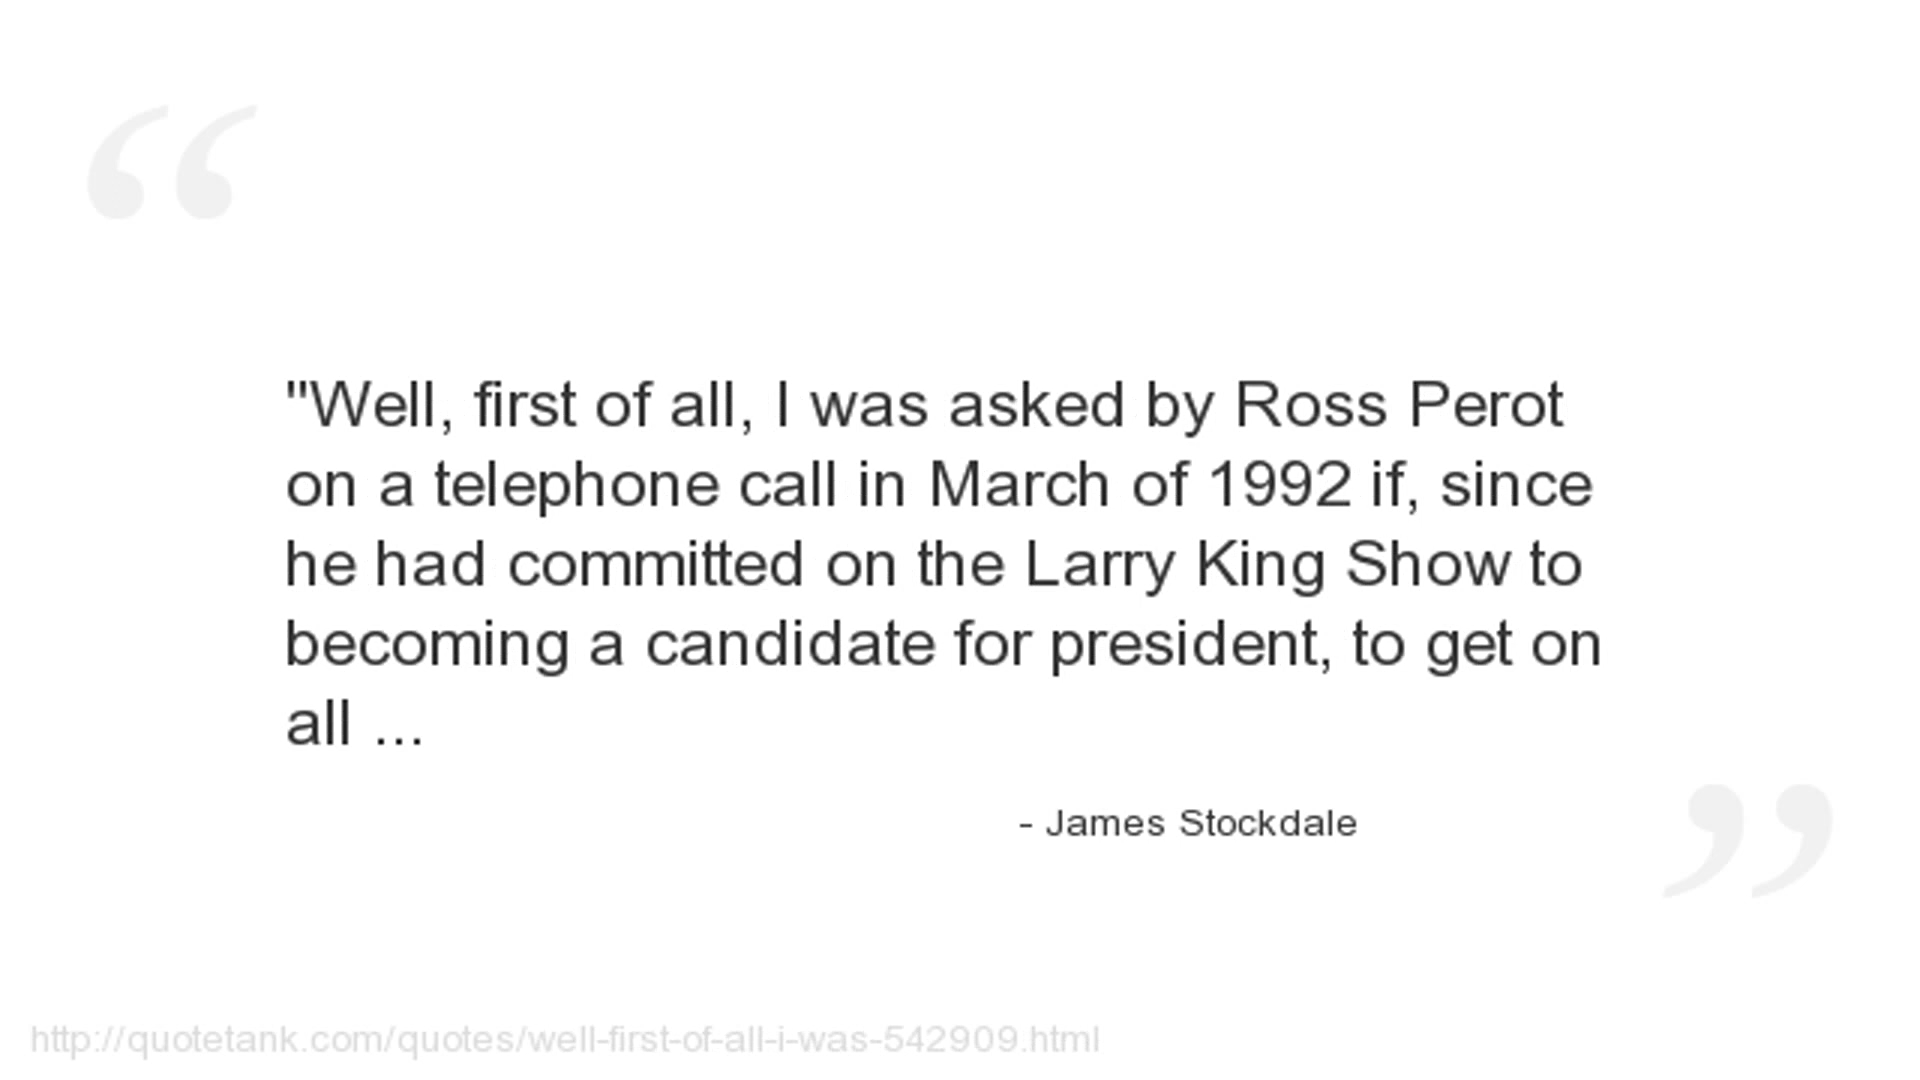 “
"Well, first of all, I was asked by Ross Perot
on a telephone call in March of 1992 if, since
he had committed on the Larry King Show to
becoming a candidate for president, to get on
all ...
- James Stockdale
”
http://quotetank.com/quotes/well-first-of-all-i-was-542909.html